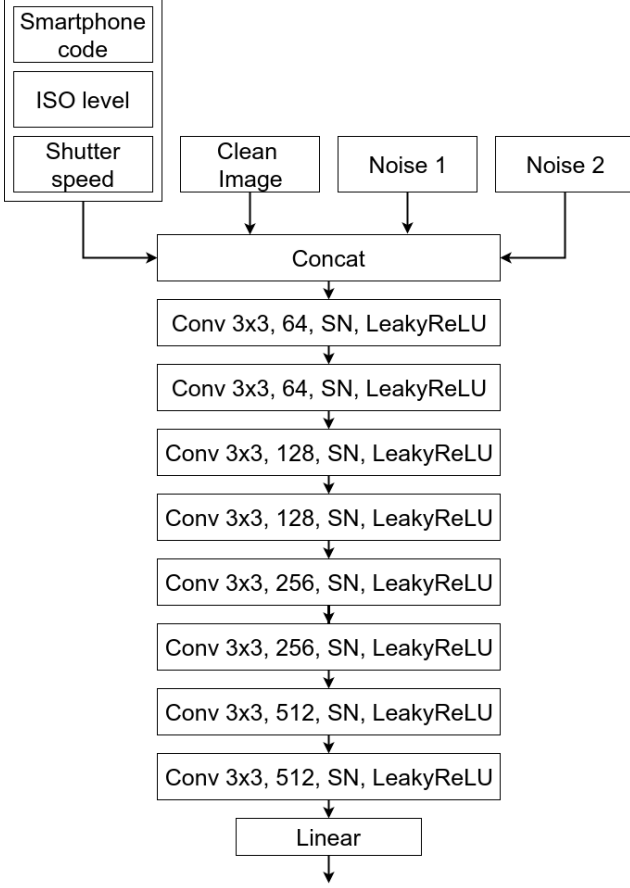 Smartphone
code
ISO level
Shutter
speed
Clean
Image
Noise 1
Noise 2
Concat
Conv 3x3, 64, SN, LeakyReLU
Conv 3x3, 64, SN, LeakyReLU
Conv 3x3, 128, SN, LeakyReLU
Conv 3x3, 128, SN, LeakyReLU
Conv 3x3, 256, SN, LeakyReLU
Conv 3x3, 256, SN, LeakyReLU
Conv 3x3, 512, SN, LeakyReLU
Conv 3x3, 512, SN, LeakyReLU
Linear